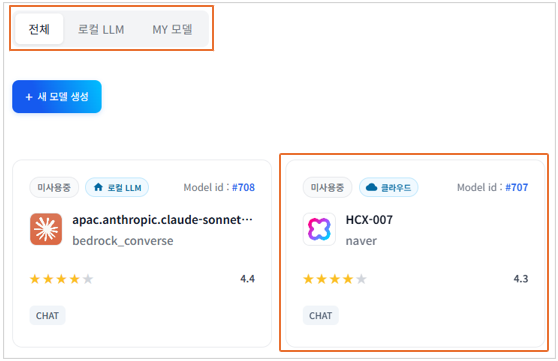 전체 로컬 LLM MY 모델
+ 새 모델 생성
미사용중 로컬 LLM Model id : #708
apac.anthropic.claude-sonnet...
bedrock_converse
4.4
CHAT
미사용중 클라우드 Model id : #707
HCX-007
naver
4.3
CHAT